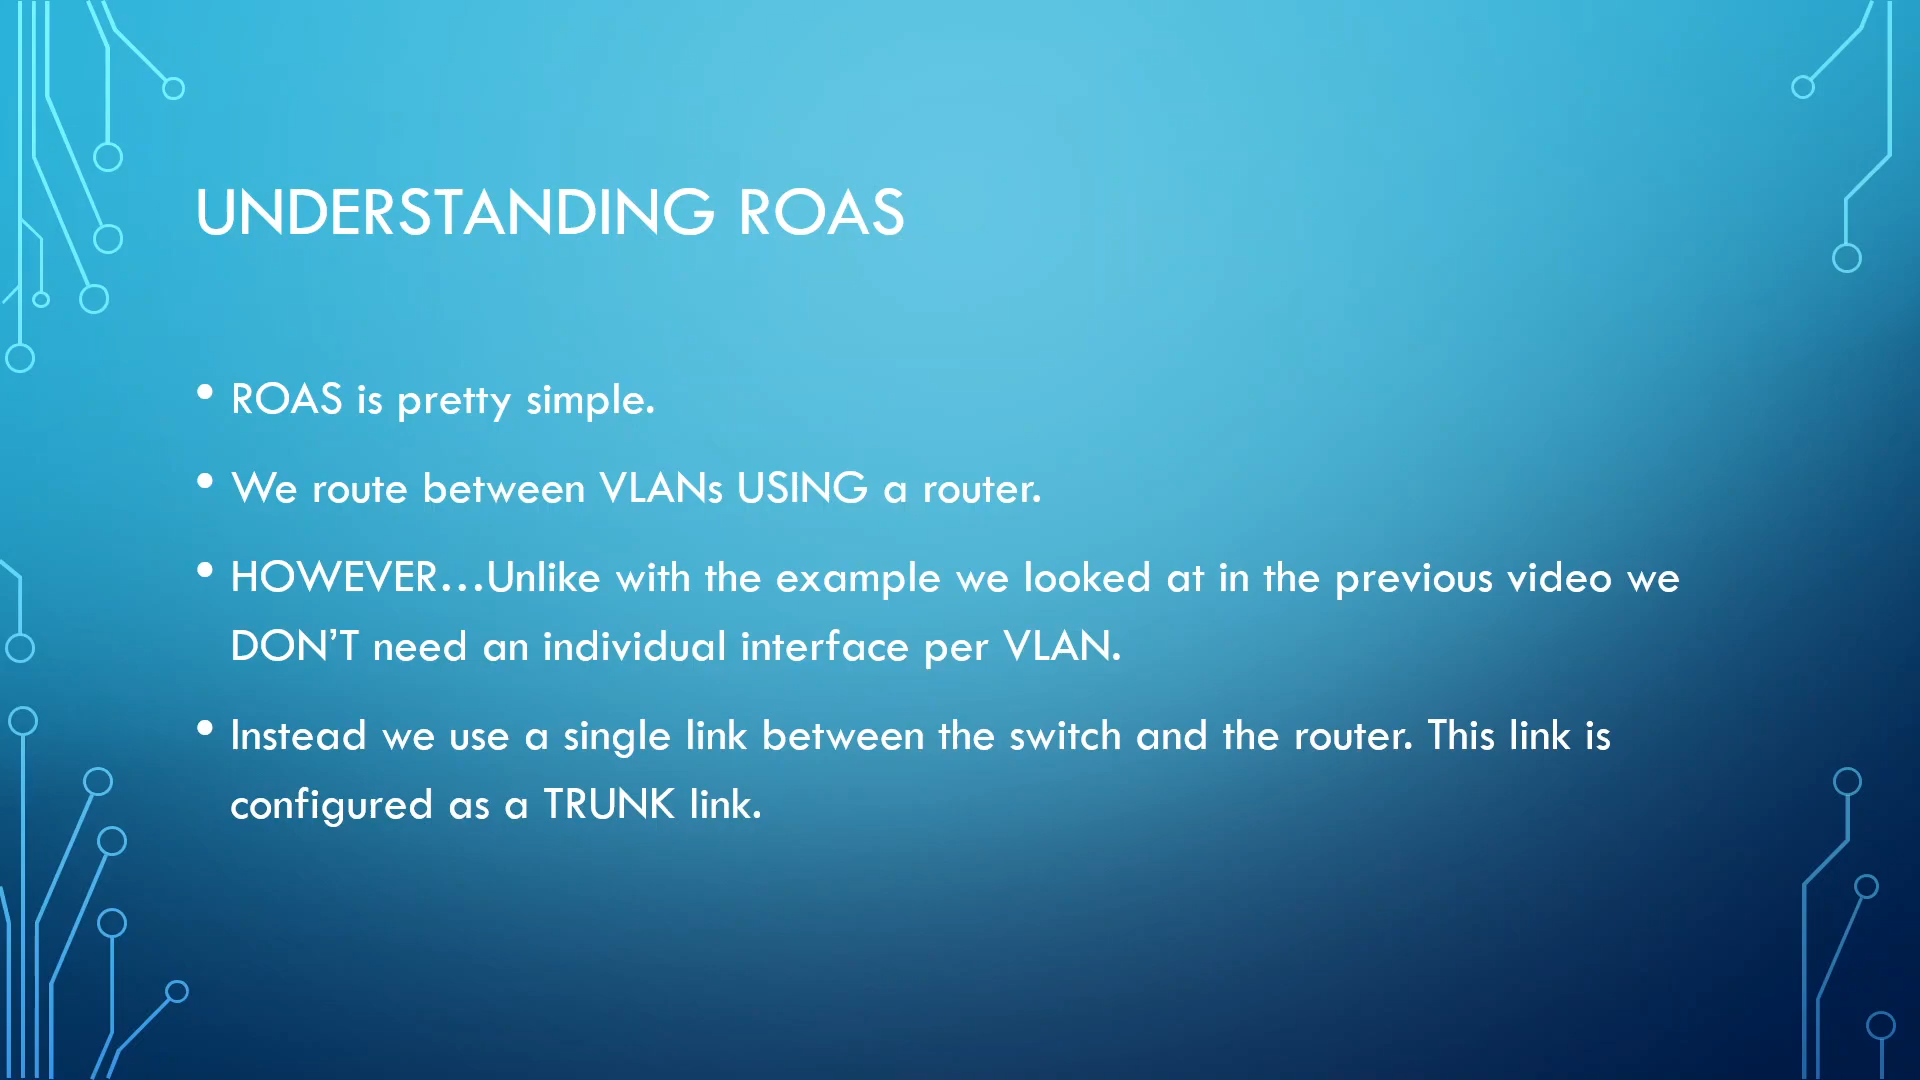 UNDERSTANDING ROAS
• ROAS is pretty simple.
• We route between VLANs USING a router.
• HOWEVER…Unlike with the example we looked at in the previous video we
DON’T need an individual interface per VLAN.
• Instead we use a single link between the switch and the router. This link is
configured as a TRUNK link.